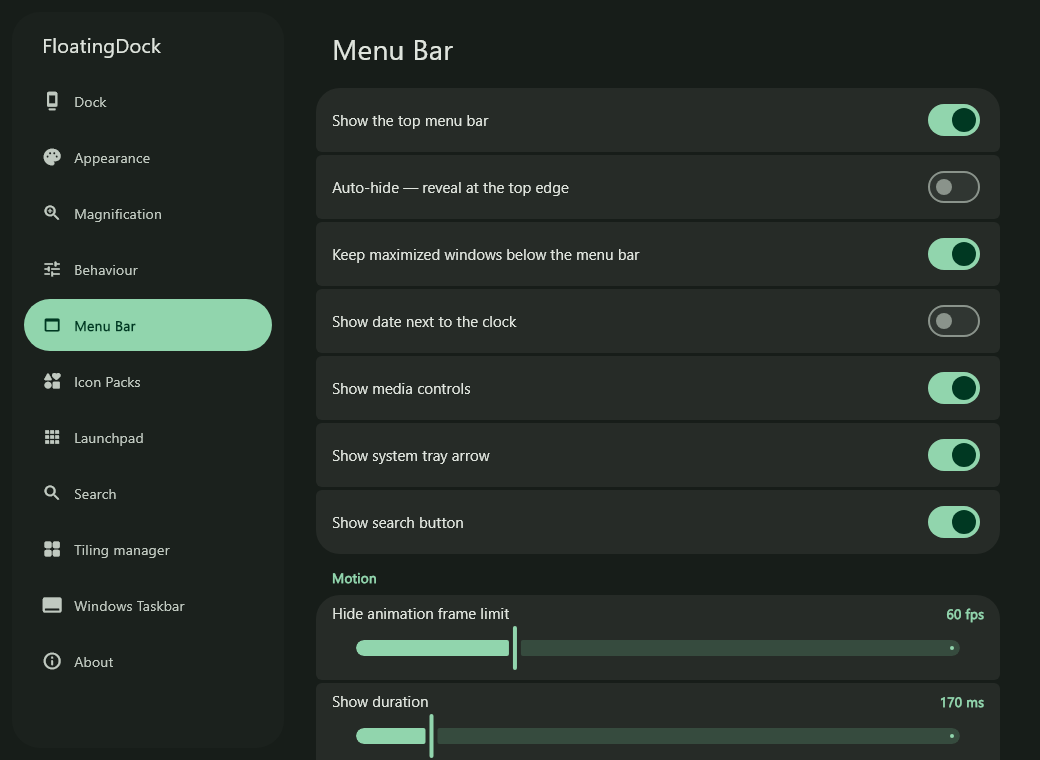 FloatingDock
Dock
Appearance
Magnification
Behaviour
Menu Bar
Icon Packs
Launchpad
Search
Tiling manager
Windows Taskbar
About
Menu Bar
Show the top menu bar
Auto-hide — reveal at the top edge
Keep maximized windows below the menu bar
Show date next to the clock
Show media controls
Show system tray arrow
Show search button
Motion
Hide animation frame limit 60 fps
Show duration 170 ms